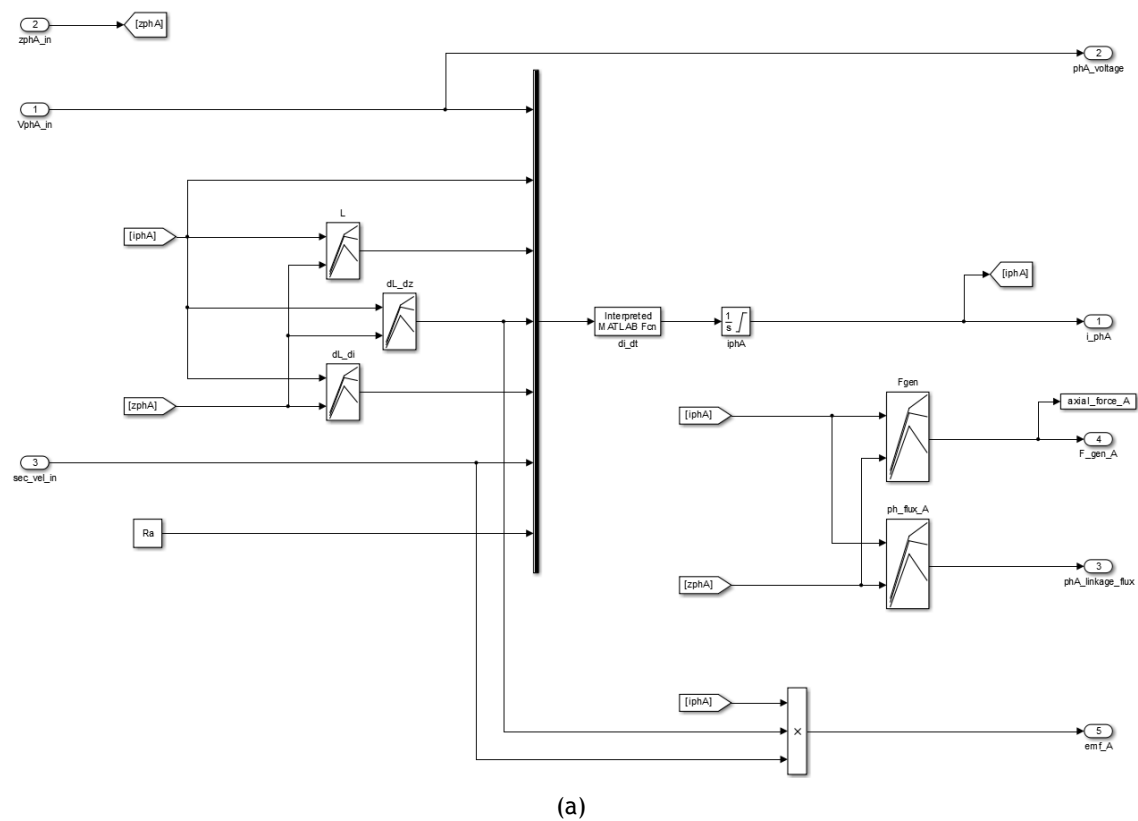 2
zphA_in
[zphA]
2
phA_voltage
1
VphA_in
[iphA]
L
dL_dz
dL_di
[zphA]
3
sec_vel_in
Ra
Interpreted
MATLAB Fcn
di_dt
1
s
iphA
[iphA]
1
i_phA
[iphA]
Fgen
axial_force_A
4
F_gen_A
ph_flux_A
[zphA]
3
phA_linkage_flux
[iphA]
×
5
emf_A
(a)